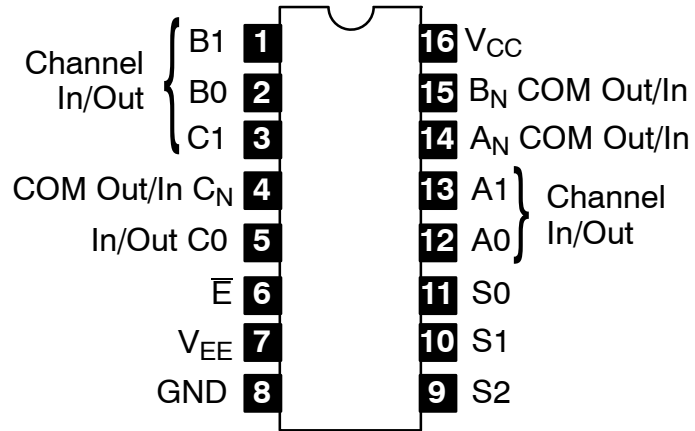 Channel
In/Out
B1 1
B0 2
C1 3
COM Out/In C_N 4
In/Out C0 5
E̅ 6
V_EE 7
GND 8
16 V_CC
15 B_N COM Out/In
14 A_N COM Out/In
13 A1
12 A0
Channel
In/Out
11 S0
10 S1
9 S2